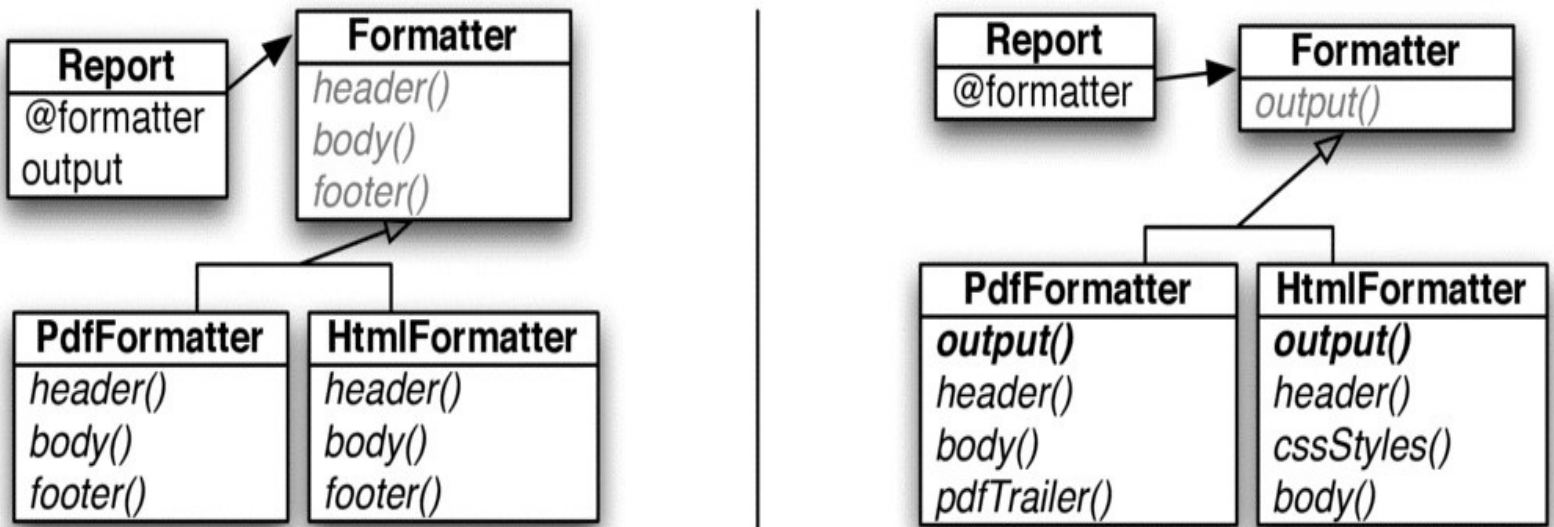 Report
@formatter
output
Formatter
header()
body()
footer()
PdfFormatter
header()
body()
footer()
HtmlFormatter
header()
body()
footer()
Report
@formatter
Formatter
output()
PdfFormatter
output()
header()
body()
pdfTrailer()
HtmlFormatter
output()
header()
cssStyles()
body()